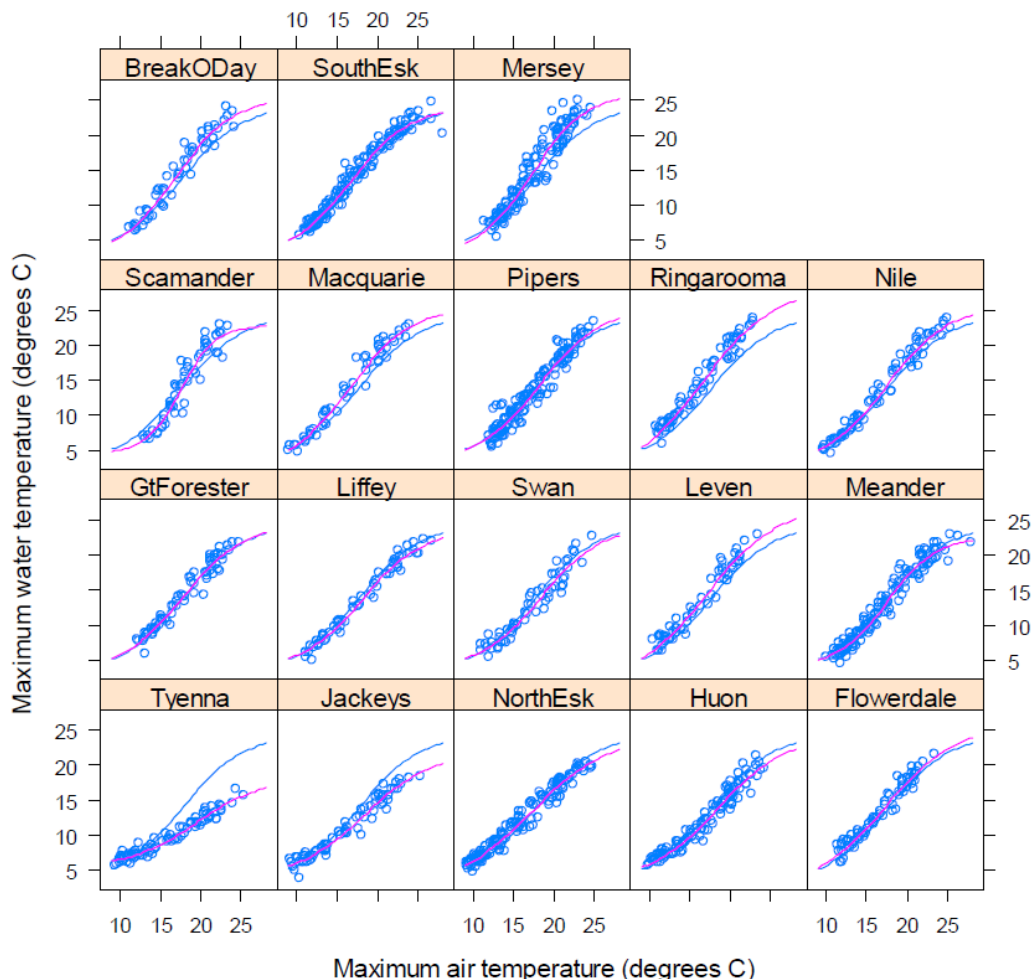 10 15 20 25
BreakODay SouthEsk Mersey
25
20
15
10
5
Scamander Macquarie Pipers Ringarooma Nile
25
20
15
10
5
GtForester Liffey Swan Leven Meander
25
20
15
10
5
Tyenna Jackeys NorthEsk Huon Flowerdale
25
20
15
10
5
10 15 20 25 10 15 20 25 10 15 20 25
Maximum water temperature (degrees C)
Maximum air temperature (degrees C)